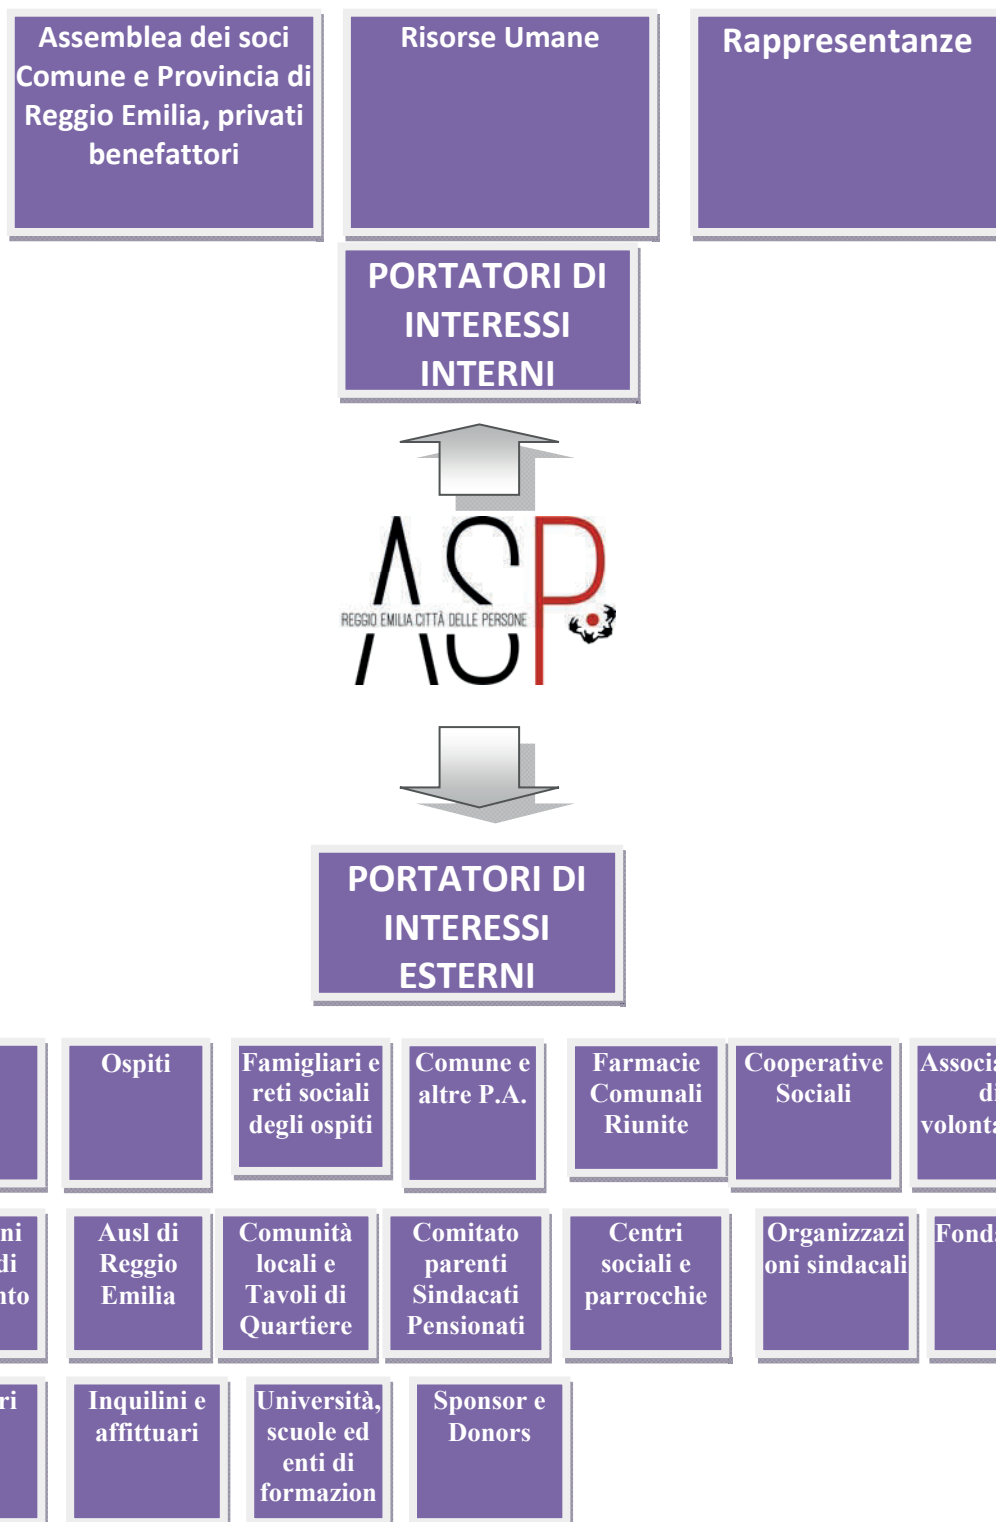 Assemblea dei soci
Comune e Provincia di
Reggio Emilia, privati
benefattori
Risorse Umane
Rappresentanze
PORTATORI DI
INTERESSI
INTERNI
ASP
REGGIO EMILIA CITTÀ DELLE PERSONE
PORTATORI DI
INTERESSI
ESTERNI
Ospiti
Famigliari e
reti sociali
degli ospiti
Comune e
altre P.A.
Farmacie
Comunali
Riunite
Cooperative
Sociali
di
Ausl di
Reggio
Emilia
Comunità
locali e
Tavoli di
Quartiere
Comitato
parenti
Sindacati
Pensionati
Centri
sociali e
parrocchie
Organizzazi
oni sindacali
Inquilini e
affittuari
Università,
scuole ed
enti di
formazion
Sponsor e
Donors